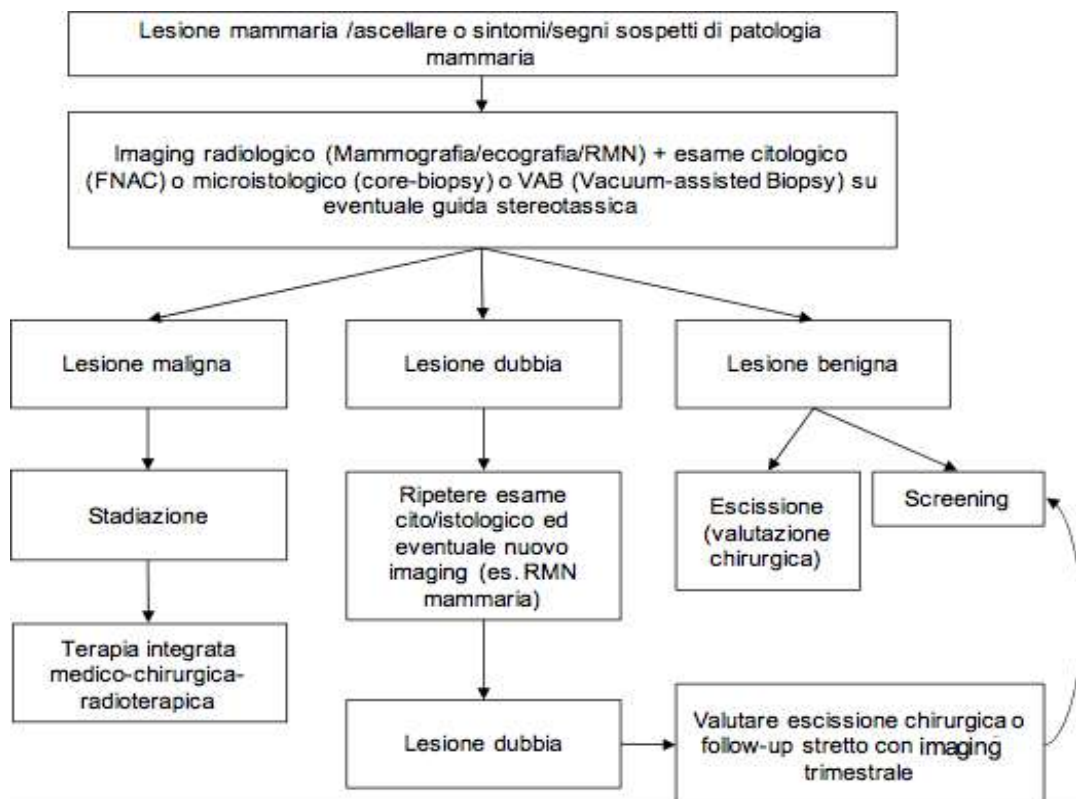 Lesione mammaria /ascellare o sintomi/segni sospetti di patologia
mammaria
Imaging radiologico (Mammografia/ecografia/RMN) + esame citologico
(FNAC) o microistologico (core-biopsy) o VAB (Vacuum-assisted Biopsy) su
eventuale guida stereotassica
Lesione maligna
Lesione dubbia
Lesione benigna
Stadiazione
Ripetere esame
cito/istologico ed
eventuale nuovo
imaging (es. RMN
mammaria)
Escissione
(valutazione
chirurgica)
Screening
Terapia integrata
medico-chirurgica-
radioterapica
Lesione dubbia
Valutare escissione chirurgica o
follow-up stretto con imaging
trimestrale